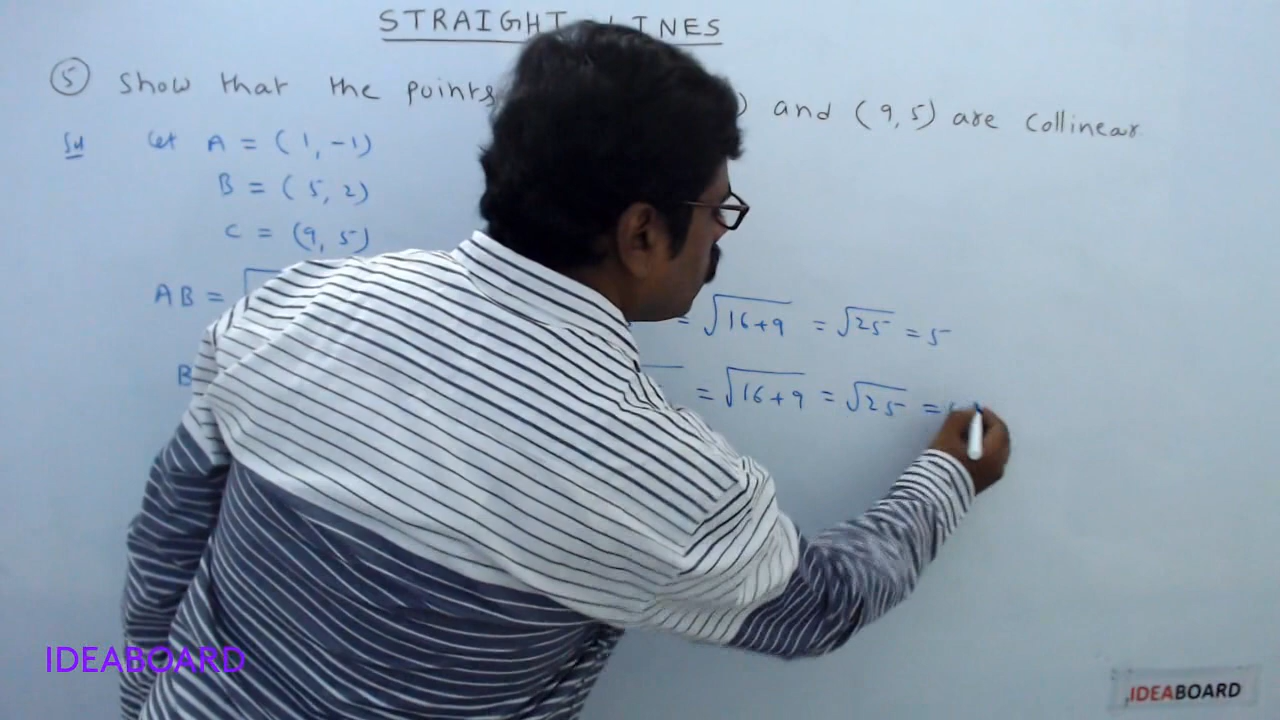 STRAIGHT LINES
5 Show that the points ) and (9,5) are collinear
Sol let A = (1,-1)
B = (5,2)
C = (9,5)
AB = √ = √16+9 = √25 = 5
B = √16+9 = √25 =
IDEABOARD
IDEABOARD